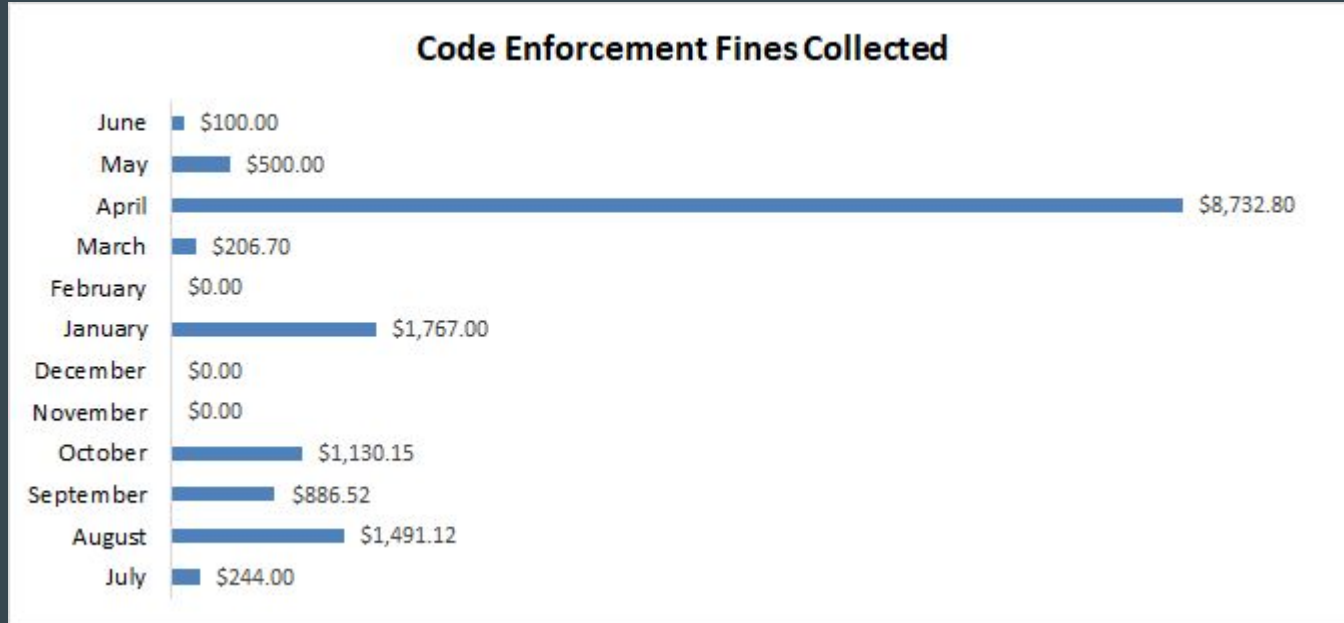 Code Enforcement Fines Collected
June $100.00
May $500.00
April $8,732.80
March $206.70
February $0.00
January $1,767.00
December $0.00
November $0.00
October $1,130.15
September $886.52
August $1,491.12
July $244.00